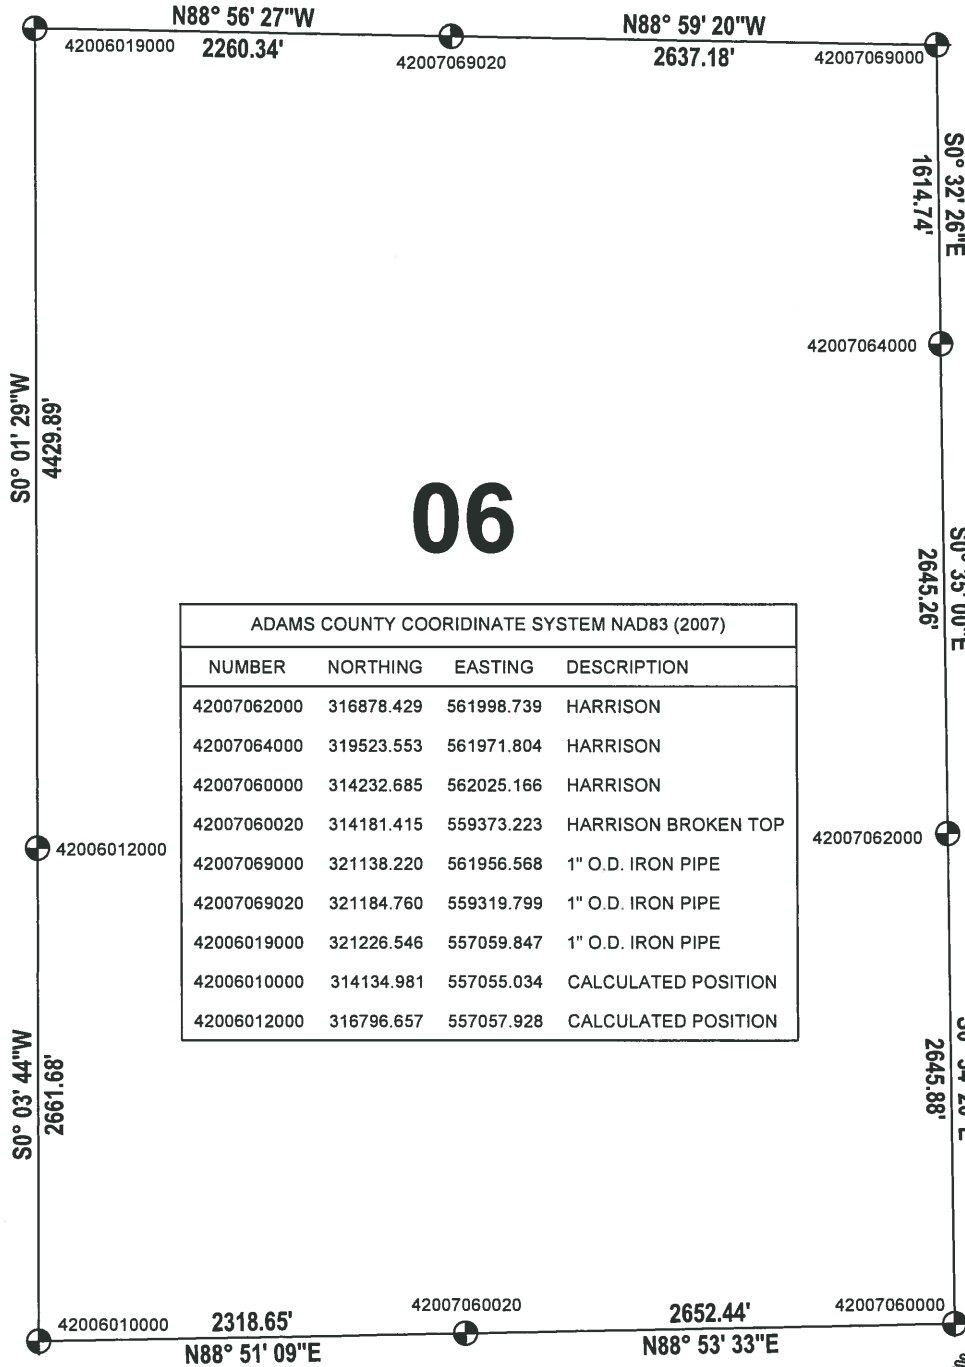 N88° 56' 27"W
2260.34'
N88° 59' 20"W
2637.18'
42006019000
42007069020
42007069000
S0° 32' 26"E
1614.74'
42007064000
S0° 01' 29"W
4429.89'
S0° 35' 00"E
2645.26'
06
ADAMS COUNTY COORIDINATE SYSTEM NAD83 (2007)
NUMBER NORTHING EASTING DESCRIPTION
42007062000 316878.429 561998.739 HARRISON
42007064000 319523.553 561971.804 HARRISON
42007060000 314232.685 562025.166 HARRISON
42007060020 314181.415 559373.223 HARRISON BROKEN TOP
42007069000 321138.220 561956.568 1" O.D. IRON PIPE
42007069020 321184.760 559319.799 1" O.D. IRON PIPE
42006019000 321226.546 557059.847 1" O.D. IRON PIPE
42006010000 314134.981 557055.034 CALCULATED POSITION
42006012000 316796.657 557057.928 CALCULATED POSITION
42006012000
42007062000
S0° 03' 44"W
2661.68'
2645.88'
42006010000
2318.65'
N88° 51' 09"E
42007060020
2652.44'
N88° 53' 33"E
42007060000